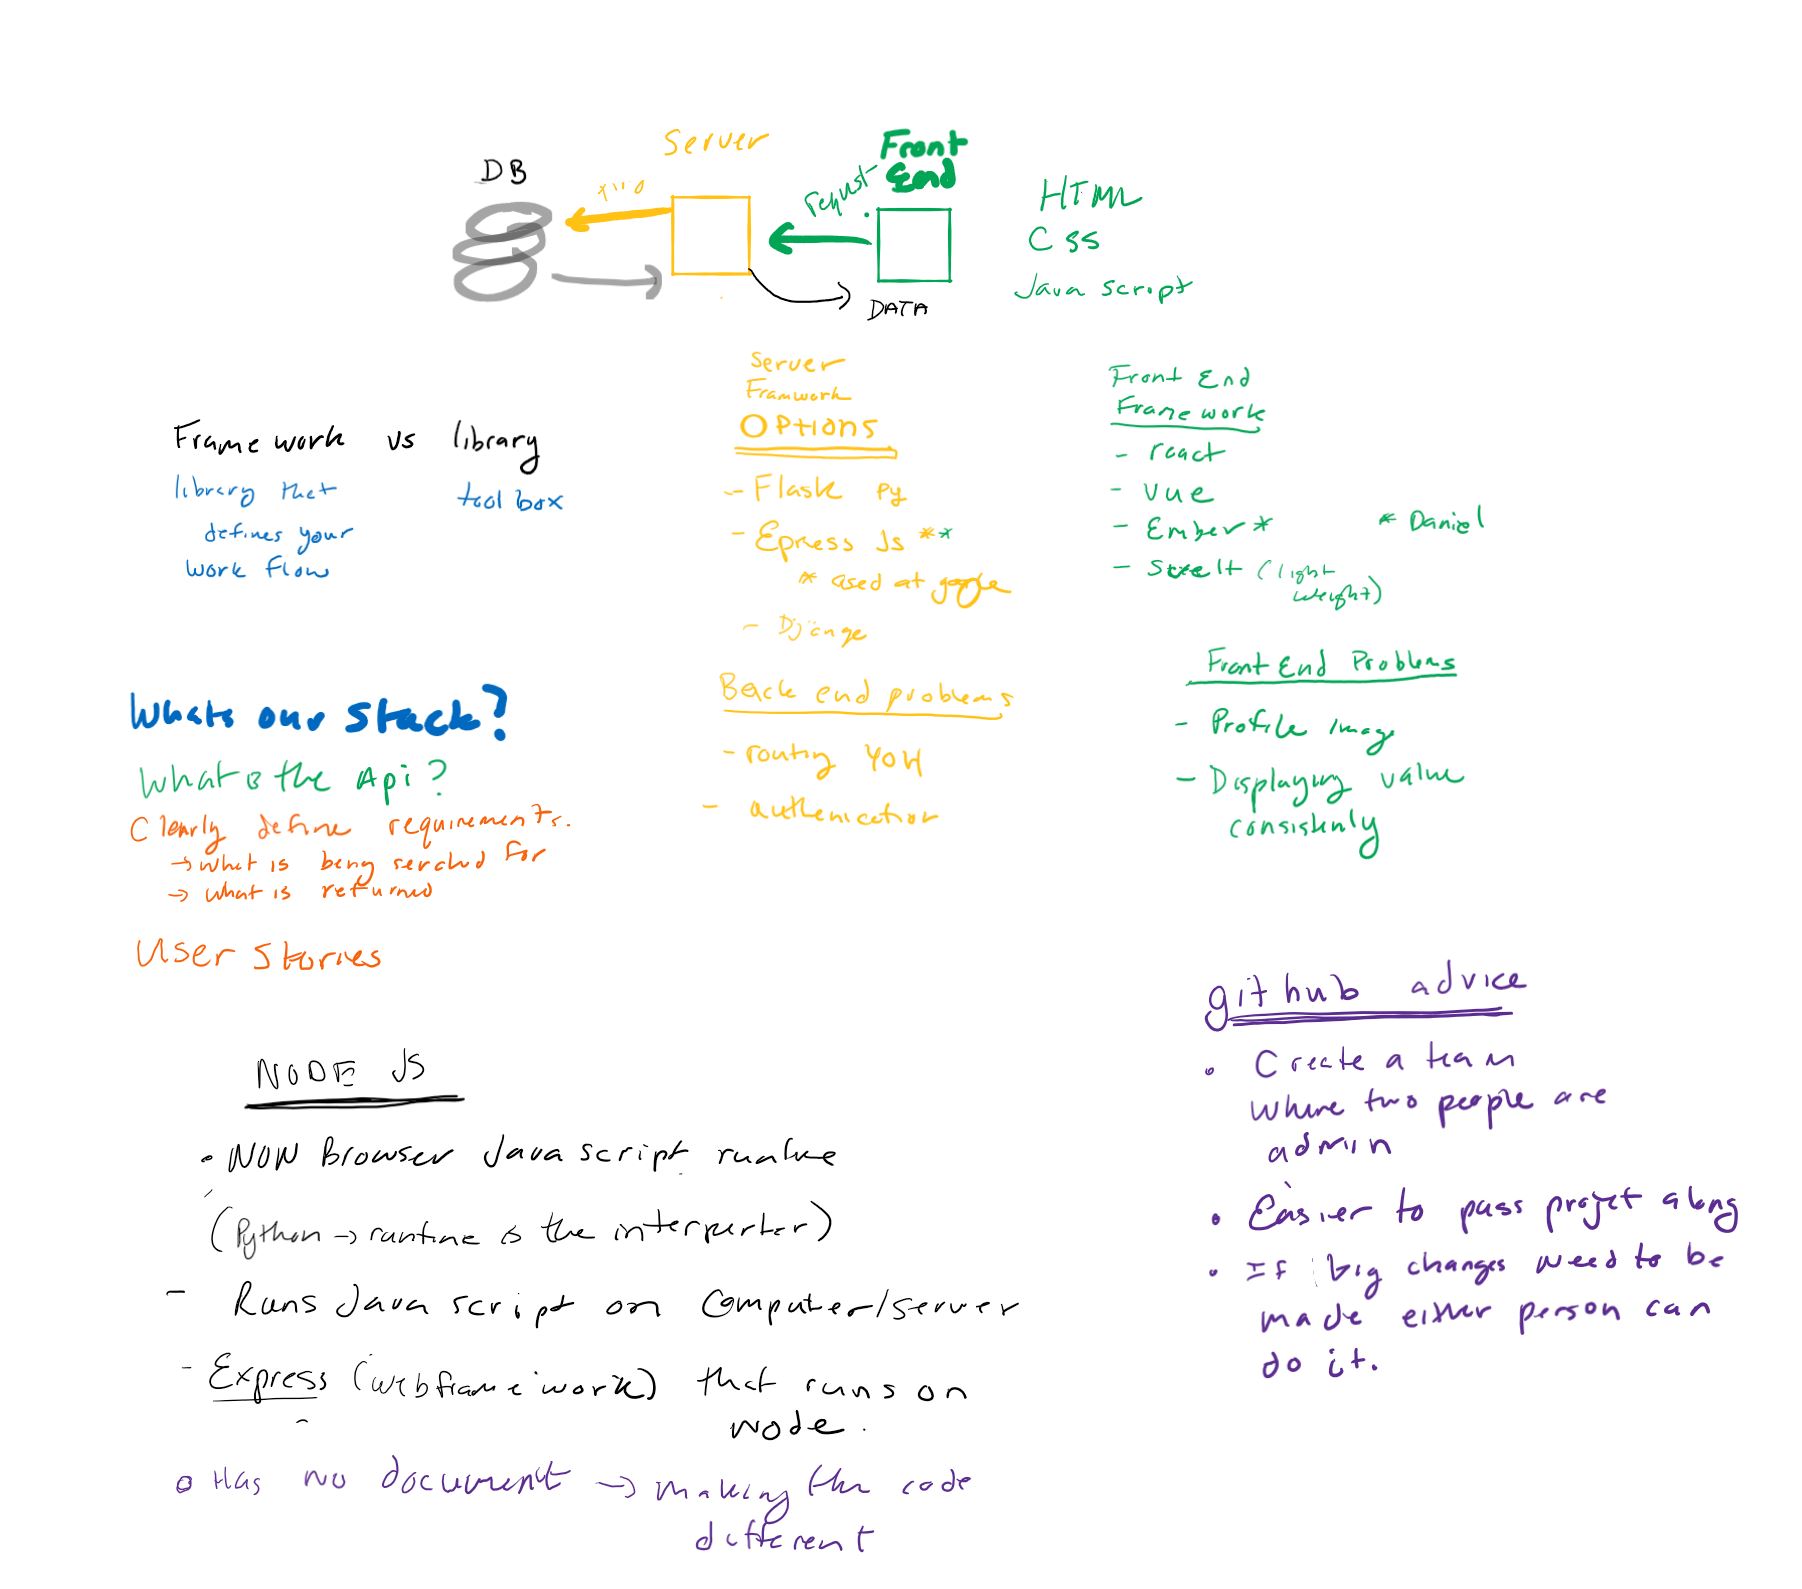 DB
Server
Front
End
request
DATA
HTML
CSS
Java script
Frame work vs library
library that
defines your
work flow
tool box
Server
Framwork
Options
- Flask Py
- Epress Js **
* used at google
- Djange
Back end problems
- routing
- authenication
Front End
Framework
- react
- vue
- Ember* * Daniel
- Svelt (light
weight)
Front End Problems
- Profile Image
- Displaying value
consistenly
Whats our stack?
What is the Api?
Clearly define requirements.
→ what is being serched for
→ what is returned
User Stories
NODE JS
• NON Browser Java script runtime
(Python → runtime is the interperter)
- Runs Java script on Computer/server
- Express (web frame work) that runs on
Node.
• Has no document → making the code
different
github advice
• Create a team
where two people are
admin
• Easier to pass projet along
• If big changes need to be
made either person can
do it.